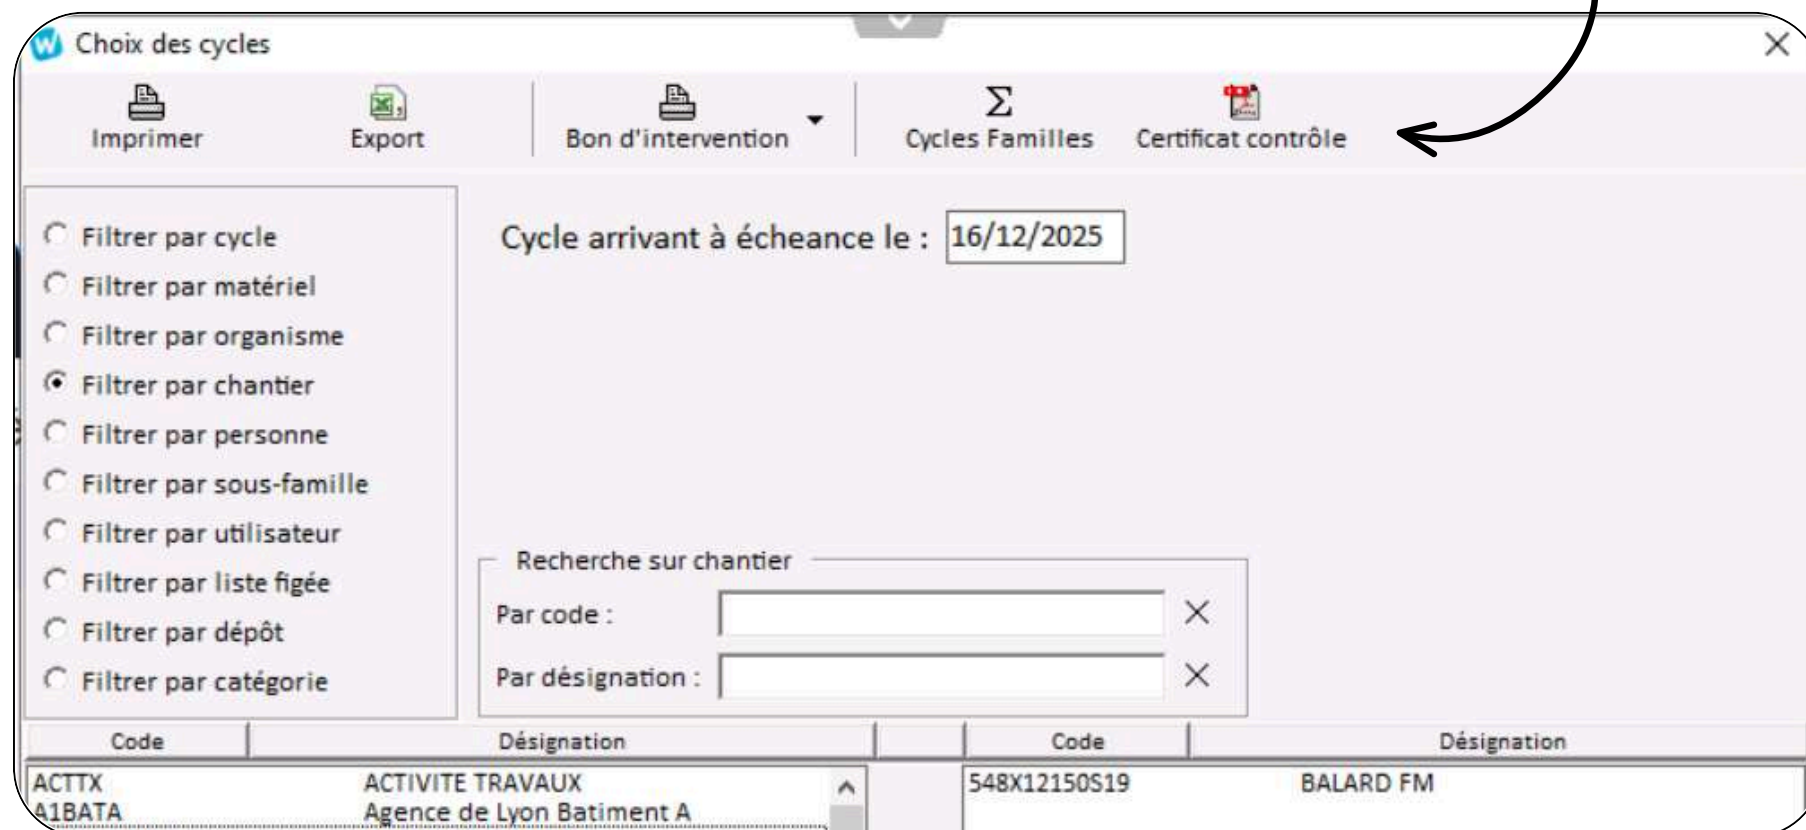 Choix des cycles
Imprimer Export Bon d'intervention Σ Cycles Familles Certificat contrôle
Filtrer par cycle
Filtrer par matériel
Filtrer par organisme
Filtrer par chantier
Filtrer par personne
Filtrer par sous-famille
Filtrer par utilisateur
Filtrer par liste figée
Filtrer par dépôt
Filtrer par catégorie
Cycle arrivant à écheance le : 16/12/2025
Recherche sur chantier
Par code :
Par désignation :
Code Désignation Code Désignation
ACTTX ACTIVITE TRAVAUX 548X12150S19 BALARD FM
A1BATA Agence de Lyon Batiment A